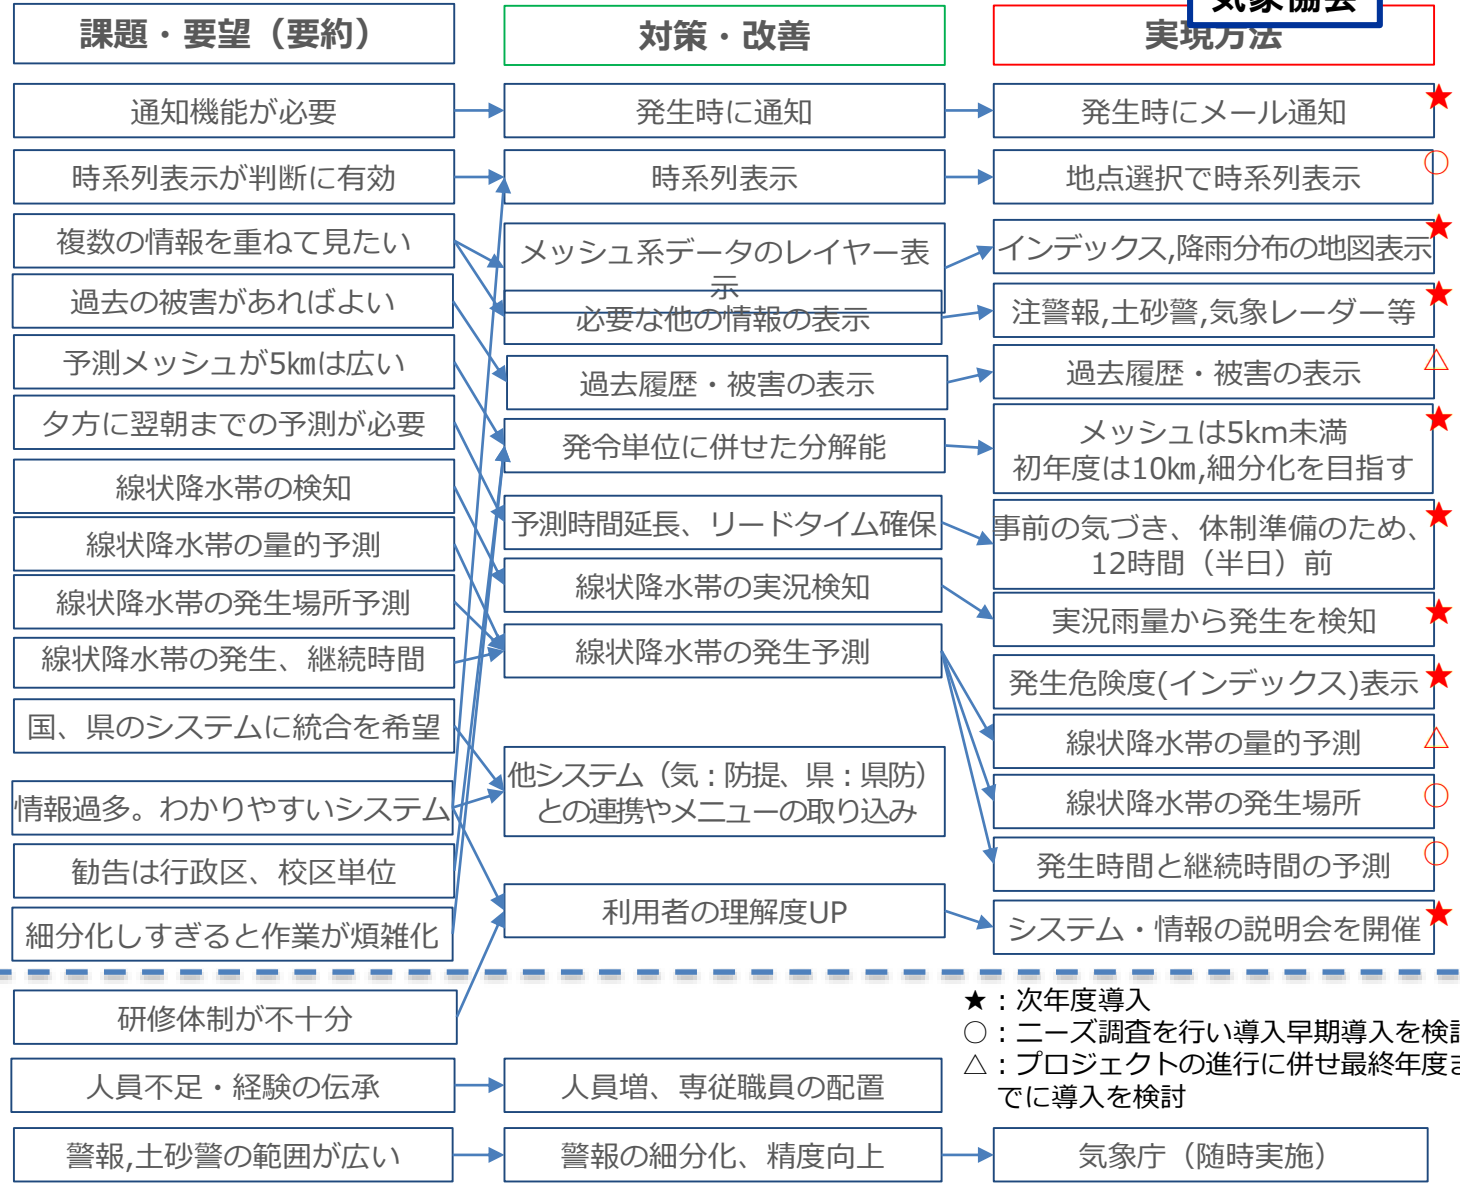 気象協会
課題・要望（要約）
対策・改善
実現方法
通知機能が必要
発生時に通知
発生時にメール通知
★
時系列表示が判断に有効
時系列表示
地点選択で時系列表示
○
複数の情報を重ねて見たい
メッシュ系データのレイヤー表
示
インデックス,降雨分布の地図表示
★
過去の被害があればよい
必要な他の情報の表示
注警報,土砂警,気象レーダー等
★
予測メッシュが5㎞は広い
過去履歴・被害の表示
過去履歴・被害の表示
△
夕方に翌朝までの予測が必要
発令単位に併せた分解能
メッシュは5km未満
初年度は10㎞,細分化を目指す
★
線状降水帯の検知
予測時間延長、リードタイム確保
事前の気づき、体制準備のため、
12時間（半日）前
★
線状降水帯の量的予測
線状降水帯の実況検知
実況雨量から発生を検知
★
線状降水帯の発生場所予測
線状降水帯の発生、継続時間
線状降水帯の発生予測
発生危険度(インデックス)表示
★
国、県のシステムに統合を希望
線状降水帯の量的予測
△
情報過多。わかりやすいシステム
他システム（気：防提、県：県防）
との連携やメニューの取り込み
線状降水帯の発生場所
○
勧告は行政区、校区単位
発生時間と継続時間の予測
○
細分化しすぎると作業が煩雑化
利用者の理解度UP
システム・情報の説明会を開催
★
研修体制が不十分
★：次年度導入
○：ニーズ調査を行い導入早期導入を検討
△：プロジェクトの進行に併せ最終年度ま
でに導入を検討
人員不足・経験の伝承
人員増、専従職員の配置
警報,土砂警の範囲が広い
警報の細分化、精度向上
気象庁（随時実施）